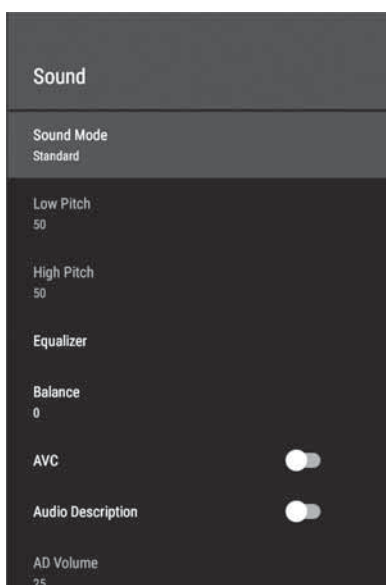 Sound
Sound Mode
Standard
Low Pitch
50
High Pitch
50
Equalizer
Balance
0
AVC
Audio Description
AD Volume
25